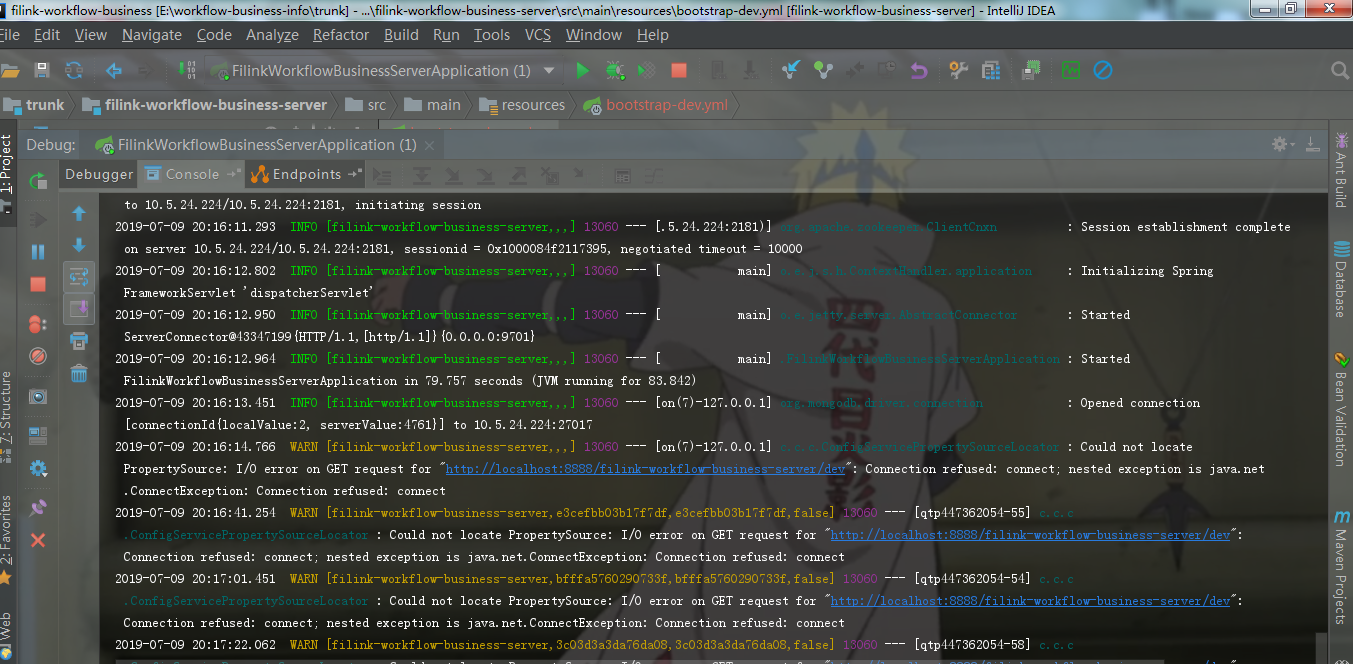 filink-workflow-business [E:\workflow-business-info\trunk] - ...\filink-workflow-business-server\src\main\resources\bootstrap-dev.yml [filink-workflow-business-server] - IntelliJ IDEA
File Edit View Navigate Code Analyze Refactor Build Run Tools VCS Window Help
FilinkWorkflowBusinessServerApplication (1)
trunk filink-workflow-business-server src main resources bootstrap-dev.yml
Debug: FilinkWorkflowBusinessServerApplication (1)
Debugger Console Endpoints
to 10.5.24.224/10.5.24.224:2181, initiating session
2019-07-09 20:16:11.293 INFO [filink-workflow-business-server,,,] 13060 --- [.5.24.224:2181)] org.apache.zookeeper.ClientCnxn : Session establishment complete
on server 10.5.24.224/10.5.24.224:2181, sessionid = 0x1000084f2117395, negotiated timeout = 10000
2019-07-09 20:16:12.802 INFO [filink-workflow-business-server,,,] 13060 --- [ main] o.e.j.s.h.ContextHandler.application : Initializing Spring
FrameworkServlet 'dispatcherServlet'
2019-07-09 20:16:12.950 INFO [filink-workflow-business-server,,,] 13060 --- [ main] o.e.jetty.server.AbstractConnector : Started
ServerConnector@43347199{HTTP/1.1,[http/1.1]}{0.0.0.0:9701}
2019-07-09 20:16:12.964 INFO [filink-workflow-business-server,,,] 13060 --- [ main] .FilinkWorkflowBusinessServerApplication : Started
FilinkWorkflowBusinessServerApplication in 79.757 seconds (JVM running for 83.842)
2019-07-09 20:16:13.451 INFO [filink-workflow-business-server,,,] 13060 --- [on(7)-127.0.0.1] org.mongodb.driver.connection : Opened connection
[connectionId{localValue:2, serverValue:4761}] to 10.5.24.224:27017
2019-07-09 20:16:14.766 WARN [filink-workflow-business-server,,,] 13060 --- [on(7)-127.0.0.1] c.c.c.ConfigServicePropertySourceLocator : Could not locate
PropertySource: I/O error on GET request for "http://localhost:8888/filink-workflow-business-server/dev": Connection refused: connect; nested exception is java.net
.ConnectException: Connection refused: connect
2019-07-09 20:16:41.254 WARN [filink-workflow-business-server,e3cefbb03b17f7df,e3cefbb03b17f7df,false] 13060 --- [qtp447362054-55] c.c.c
.ConfigServicePropertySourceLocator : Could not locate PropertySource: I/O error on GET request for "http://localhost:8888/filink-workflow-business-server/dev":
Connection refused: connect; nested exception is java.net.ConnectException: Connection refused: connect
2019-07-09 20:17:01.451 WARN [filink-workflow-business-server,bfffa5760290733f,bfffa5760290733f,false] 13060 --- [qtp447362054-54] c.c.c
.ConfigServicePropertySourceLocator : Could not locate PropertySource: I/O error on GET request for "http://localhost:8888/filink-workflow-business-server/dev":
Connection refused: connect; nested exception is java.net.ConnectException: Connection refused: connect
2019-07-09 20:17:22.062 WARN [filink-workflow-business-server,3c03d3a3da76da08,3c03d3a3da76da08,false] 13060 --- [qtp447362054-58] c.c.c
1: Project
7: Structure
2: Favorites
Web
Ant Build
Database
Bean Validation
Maven Projects